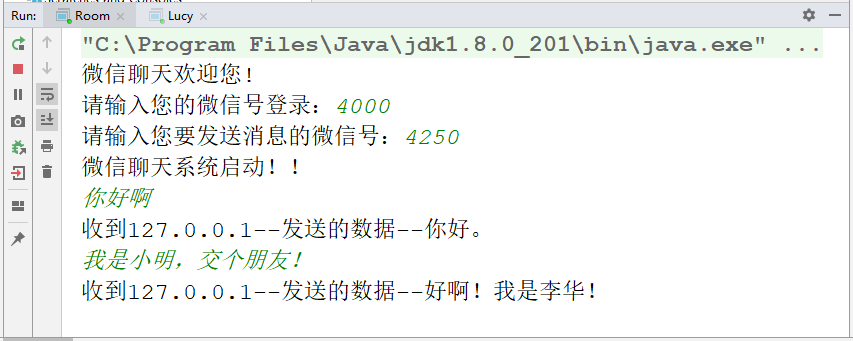 Run: Room × Lucy ×
"C:\Program Files\Java\jdk1.8.0_201\bin\java.exe" ...
微信聊天欢迎您!
请输入您的微信号登录：4000
请输入您要发送消息的微信号：4250
微信聊天系统启动！！
你好啊
收到127.0.0.1--发送的数据--你好。
我是小明，交个朋友！
收到127.0.0.1--发送的数据--好啊！我是李华！